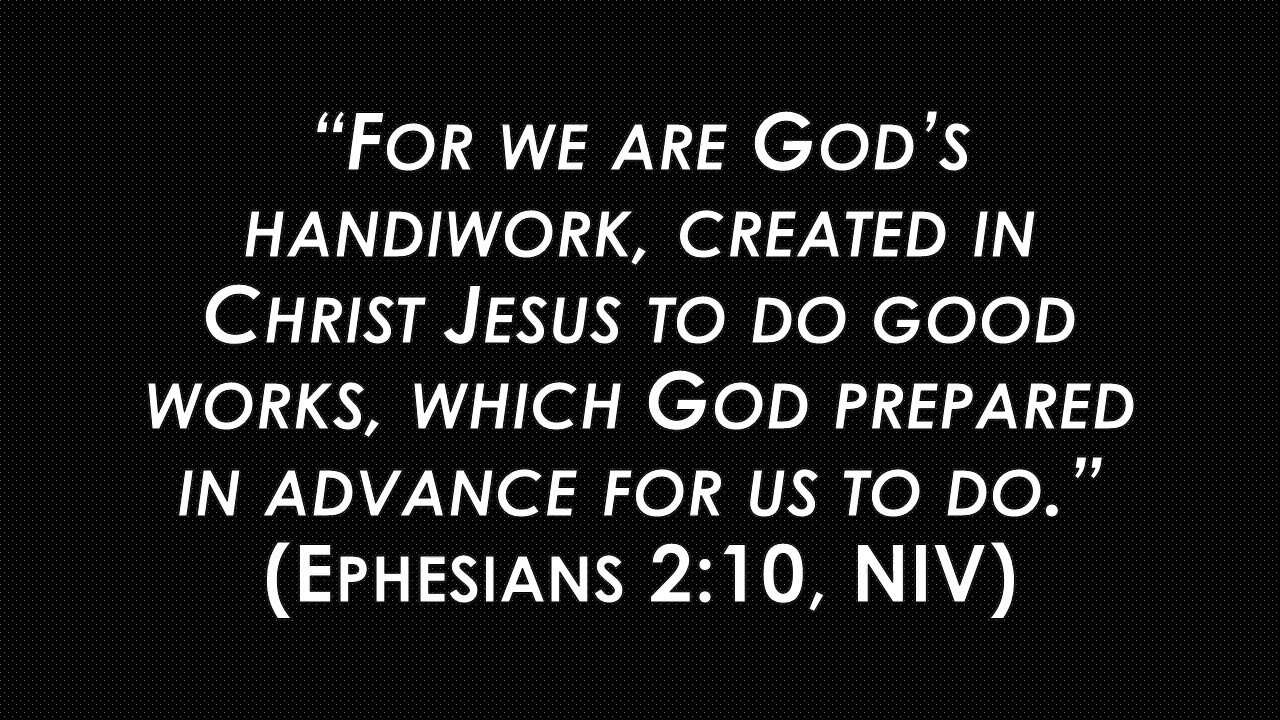 “For we are God’s
handiwork, created in
Christ Jesus to do good
works, which God prepared
in advance for us to do.”
(Ephesians 2:10, NIV)